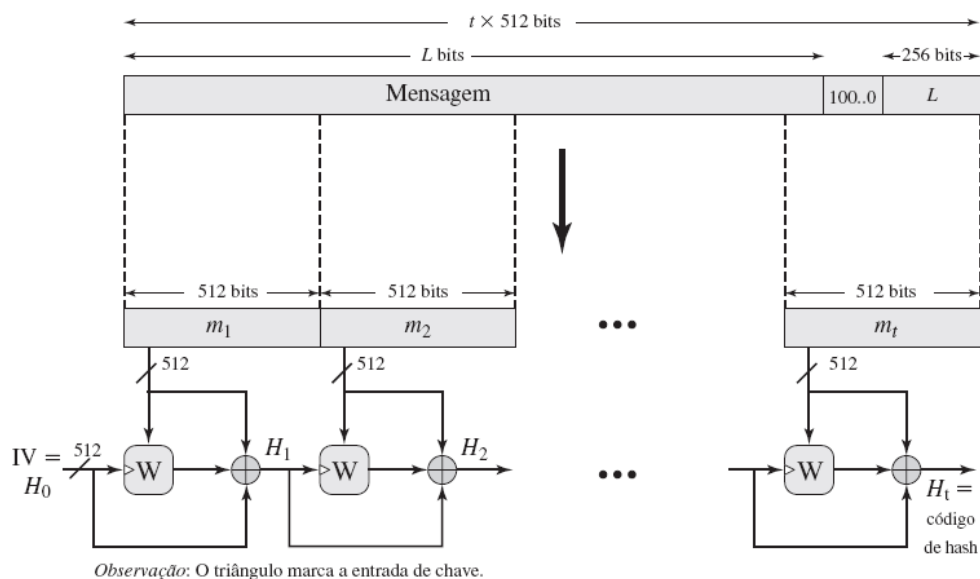 t × 512 bits
L bits
256 bits
Mensagem
100..0
L
512 bits
512 bits
512 bits
m₁
m₂
•••
mₜ
512
512
512
IV =
H₀
512
>W
H₁
>W
H₂
•••
>W
Hₜ =
código
de hash
Observação: O triângulo marca a entrada de chave.